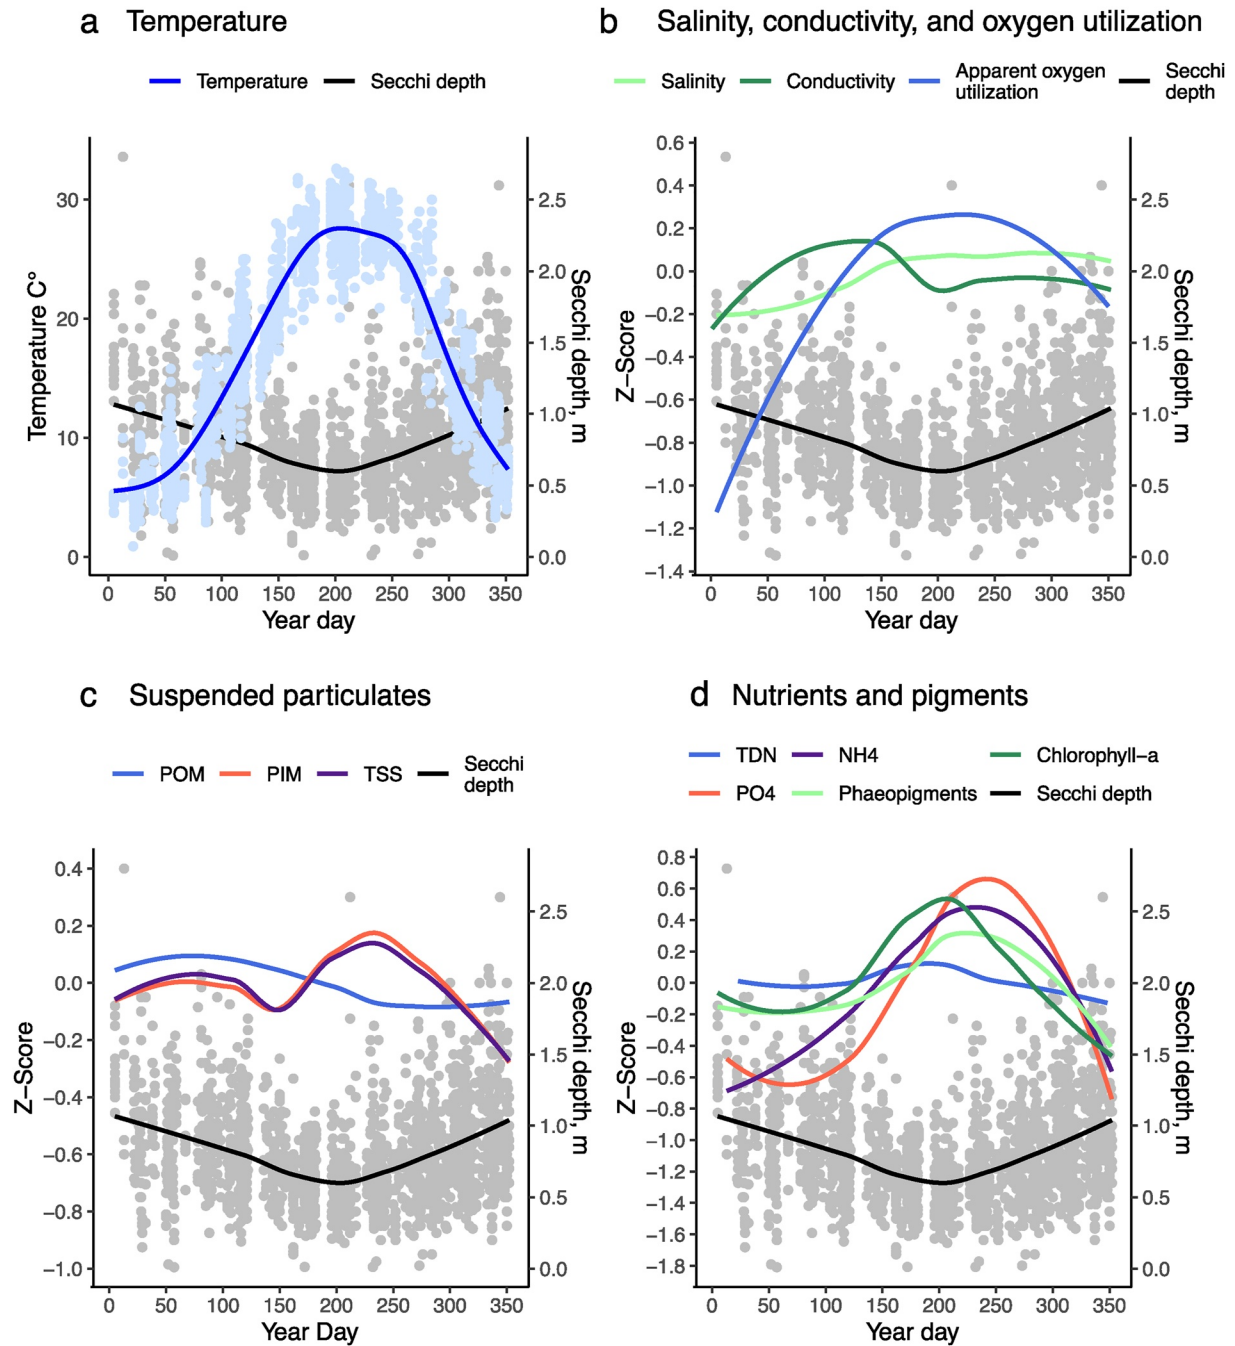 a Temperature
Temperature Secchi depth
30
20
10
0
Temperature C°
2.5
2.0
1.5
1.0
0.5
0.0
Secchi depth, m
0 50 100 150 200 250 300 350
Year day
b Salinity, conductivity, and oxygen utilization
Salinity Conductivity Apparent oxygen
utilization
Secchi
depth
0.6
0.4
0.2
0.0
−0.2
−0.4
−0.6
−0.8
−1.0
−1.2
−1.4
Z−Score
2.5
2.0
1.5
1.0
0.5
0.0
Secchi depth, m
0 50 100 150 200 250 300 350
Year day
c Suspended particulates
POM PIM TSS Secchi
depth
0.4
0.2
0.0
−0.2
−0.4
−0.6
−0.8
−1.0
Z−Score
2.5
2.0
1.5
1.0
0.5
0.0
Secchi depth, m
0 50 100 150 200 250 300 350
Year Day
d Nutrients and pigments
TDN NH4 Chlorophyll−a
PO4 Phaeopigments Secchi depth
0.8
0.6
0.4
0.2
0.0
−0.2
−0.4
−0.6
−0.8
−1.0
−1.2
−1.4
−1.6
−1.8
Z−Score
2.5
2.0
1.5
1.0
0.5
0.0
Secchi depth, m
0 50 100 150 200 250 300 350
Year day